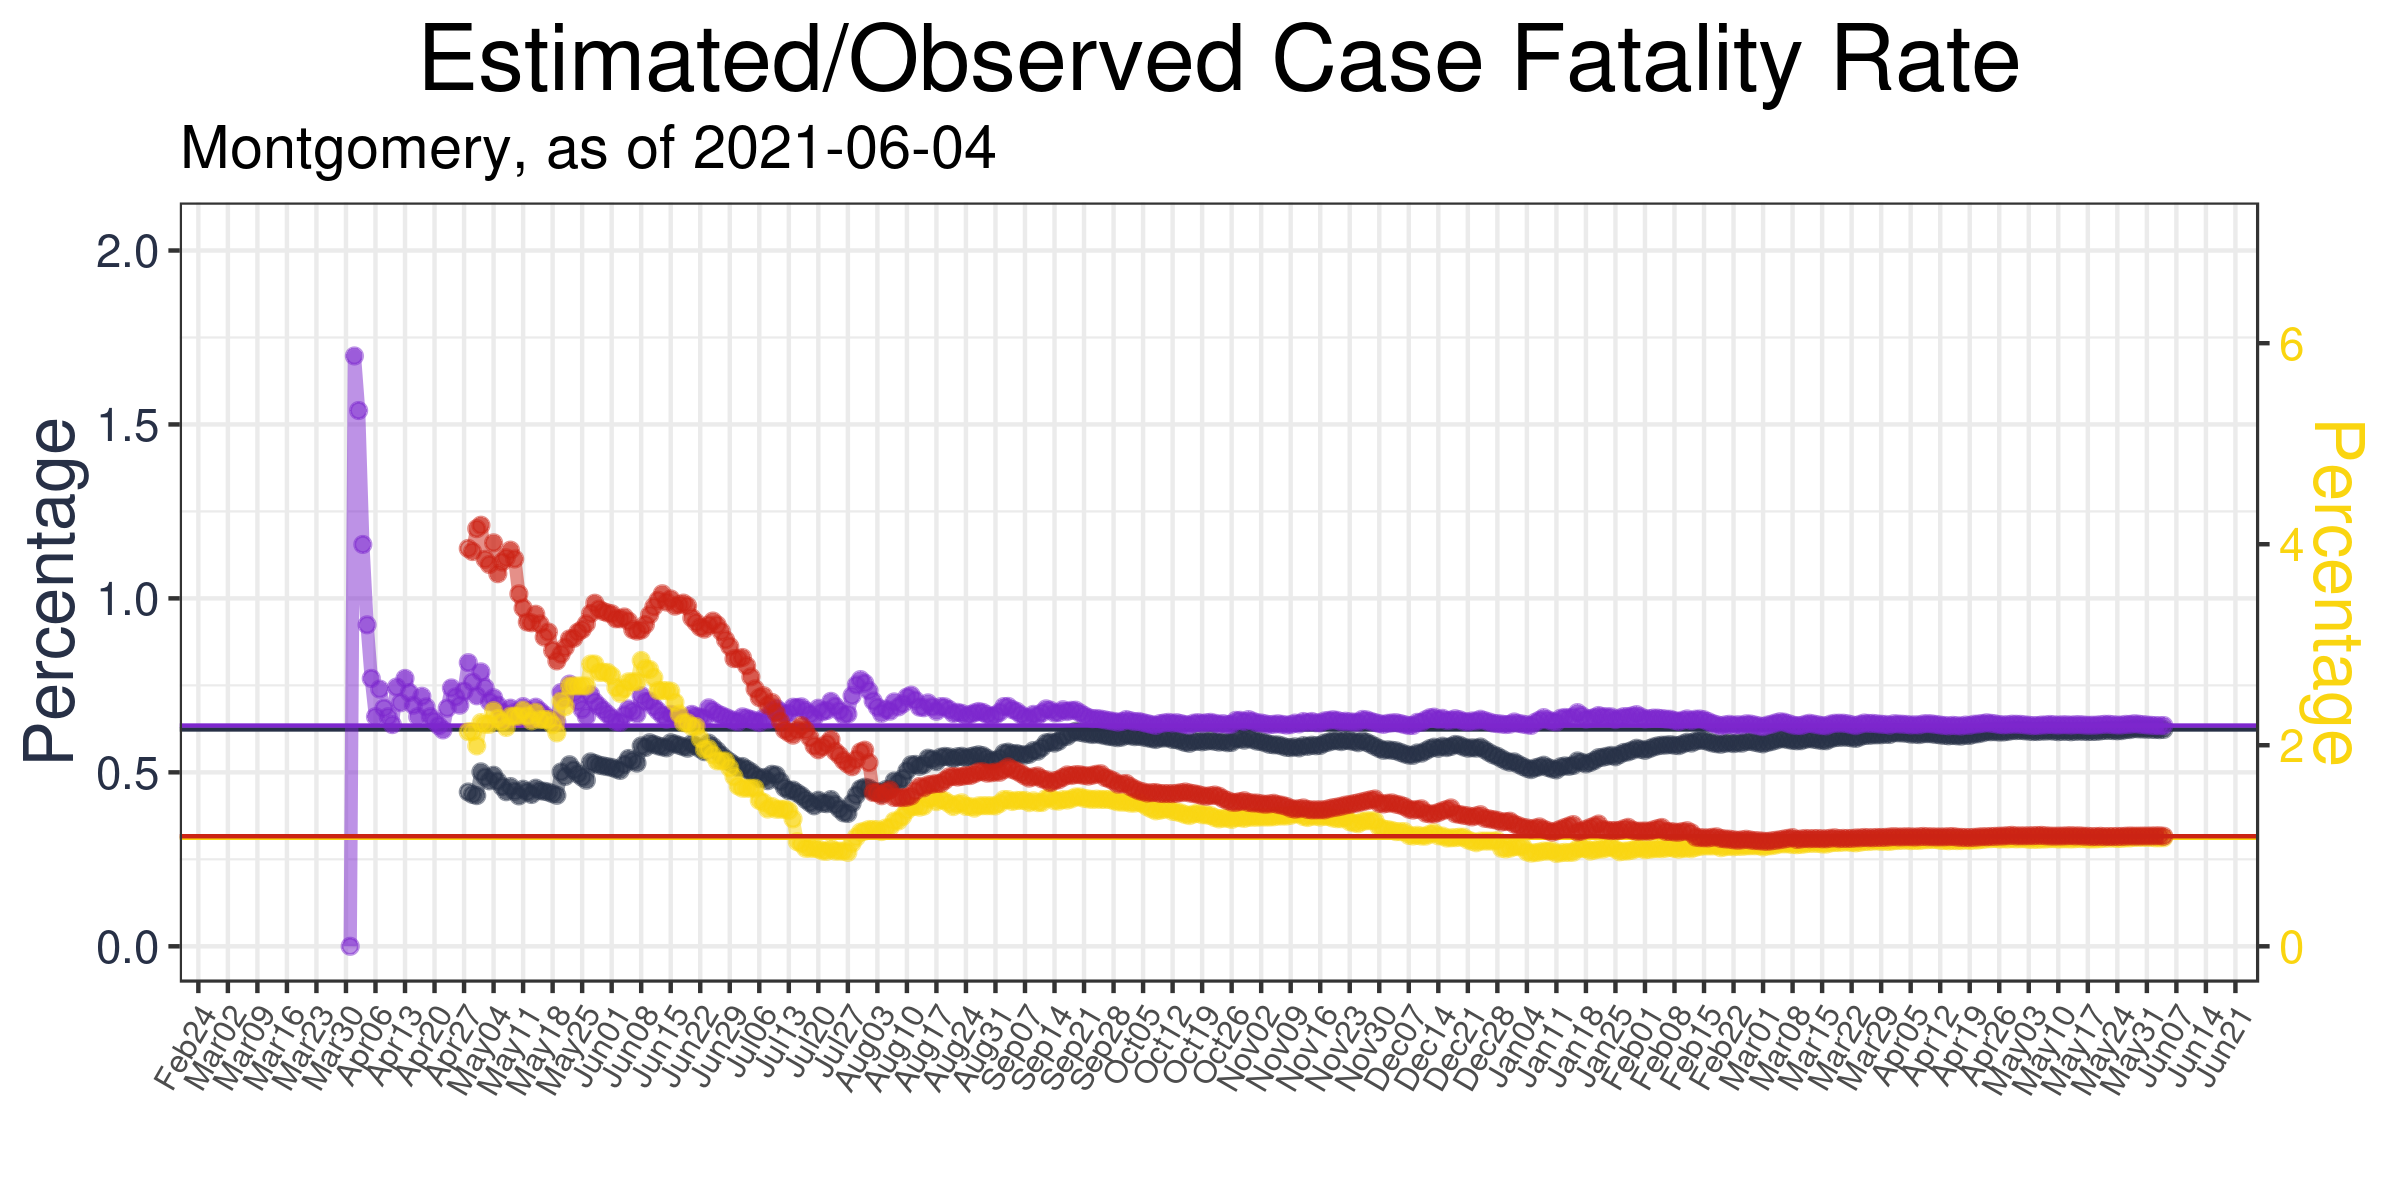 Estimated/Observed Case Fatality Rate
Montgomery, as of 2021-06-04
Percentage
2.0
1.5
1.0
0.5
0.0
6
4
2
0
Percentage
Feb24 Mar02 Mar09 Mar16 Mar23 Mar30 Apr06 Apr13 Apr20 Apr27 May04 May11 May18 May25 Jun01 Jun08 Jun15 Jun22 Jun29 Jul06 Jul13 Jul20 Jul27 Aug03 Aug10 Aug17 Aug24 Aug31 Sep07 Sep14 Sep21 Sep28 Oct05 Oct12 Oct19 Oct26 Nov02 Nov09 Nov16 Nov23 Nov30 Dec07 Dec14 Dec21 Dec28 Jan04 Jan11 Jan18 Jan25 Feb01 Feb08 Feb15 Feb22 Mar01 Mar08 Mar15 Mar22 Mar29 Apr05 Apr12 Apr19 Apr26 May03 May10 May17 May24 May31 Jun07 Jun14 Jun21